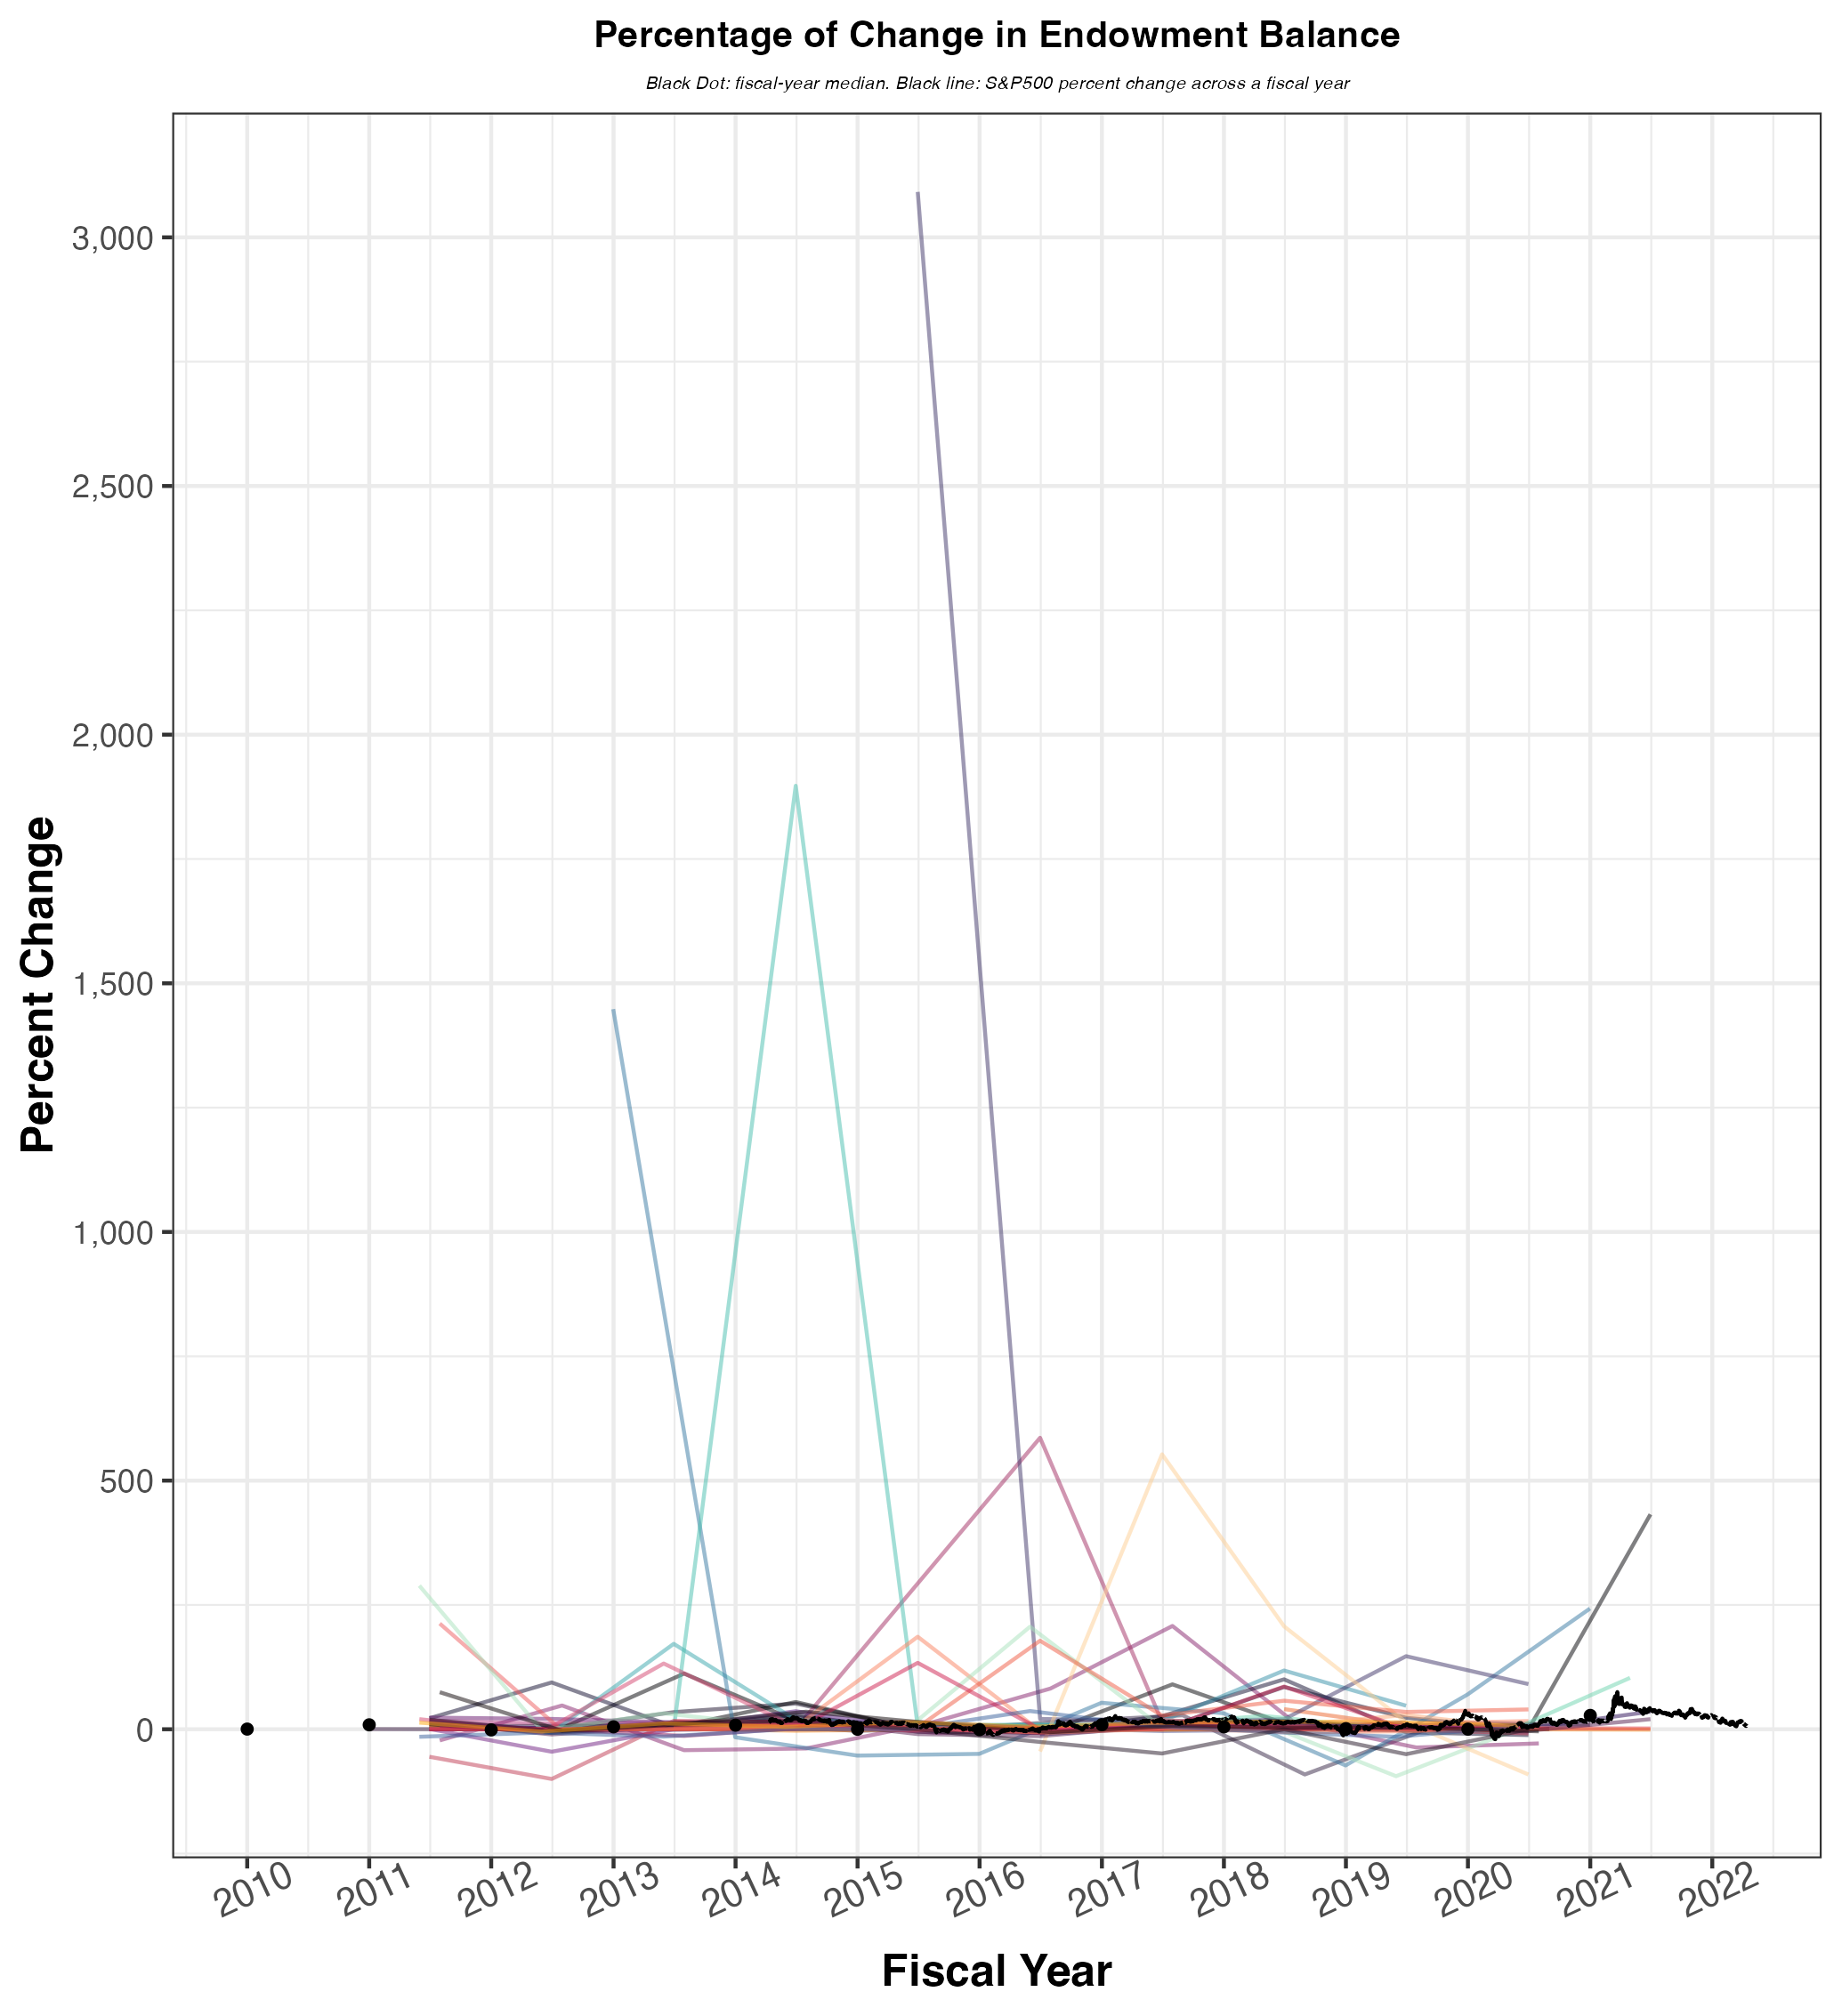 Percentage of Change in Endowment Balance
Black Dot: fiscal-year median. Black line: S&P500 percent change across a fiscal year
Percent Change
3,000
2,500
2,000
1,500
1,000
500
0
2010 2011 2012 2013 2014 2015 2016 2017 2018 2019 2020 2021 2022
Fiscal Year